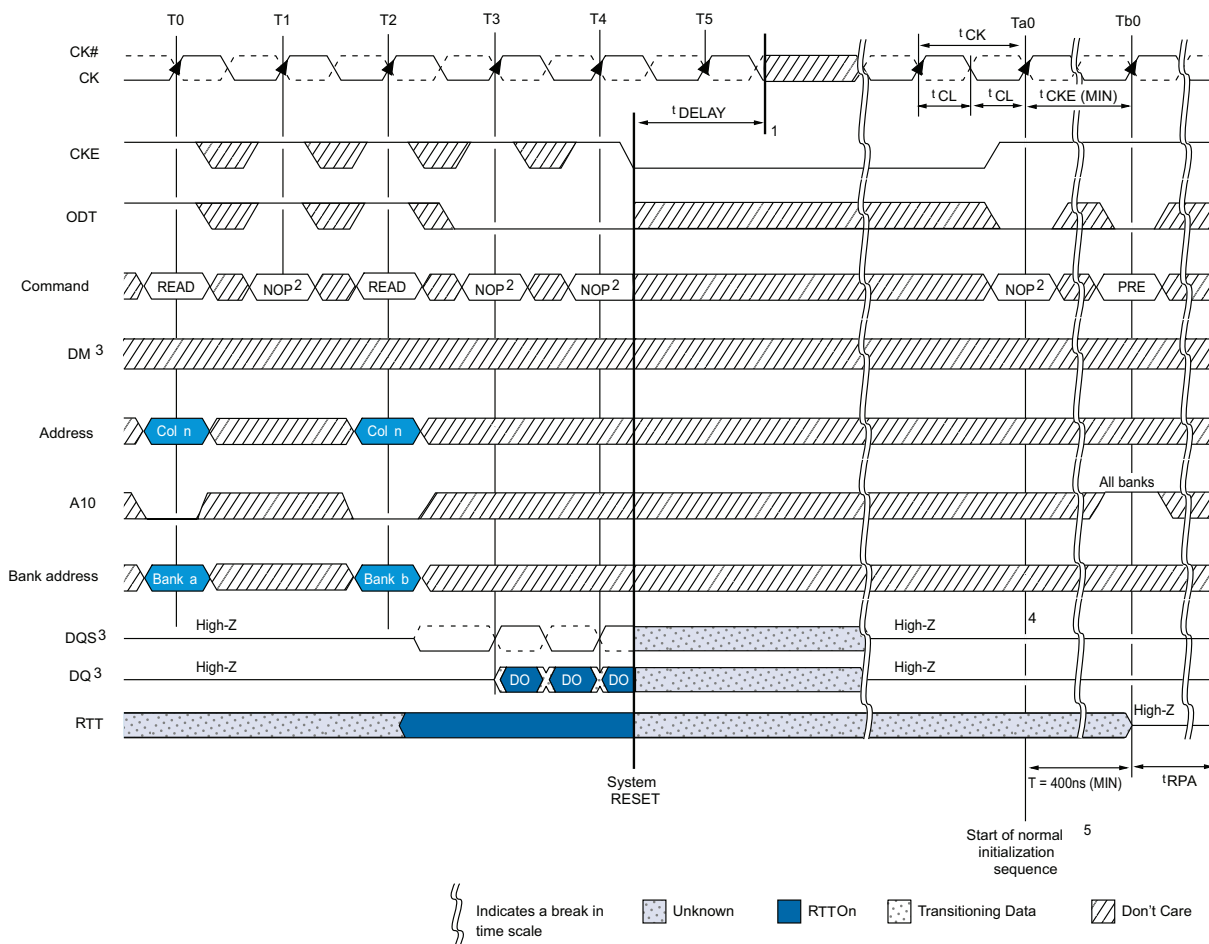 T0 T1 T2 T3 T4 T5 Ta0 Tb0
CK#
CK
tCK
tCL tCL tCKE (MIN)
tDELAY
1
CKE
ODT
Command READ NOP2 READ NOP2 NOP2 NOP2 PRE
DM 3
Address Col n Col n
A10 All banks
Bank address Bank a Bank b
DQS 3 High-Z High-Z 4
DQ 3 High-Z DO DO DO High-Z
RTT High-Z
System
RESET
T = 400ns (MIN) tRPA
Start of normal 5
initialization
sequence
Indicates a break in
time scale
Unknown RTTOn Transitioning Data Don't Care